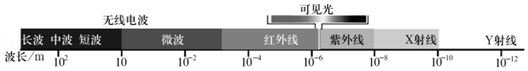 可见光
无线电波
长波 中波 短波 微波 红外线 紫外线 X射线 Y射线
波长/m 10² 10 10⁻² 10⁻⁴ 10⁻⁶ 10⁻⁸ 10⁻¹⁰ 10⁻¹²